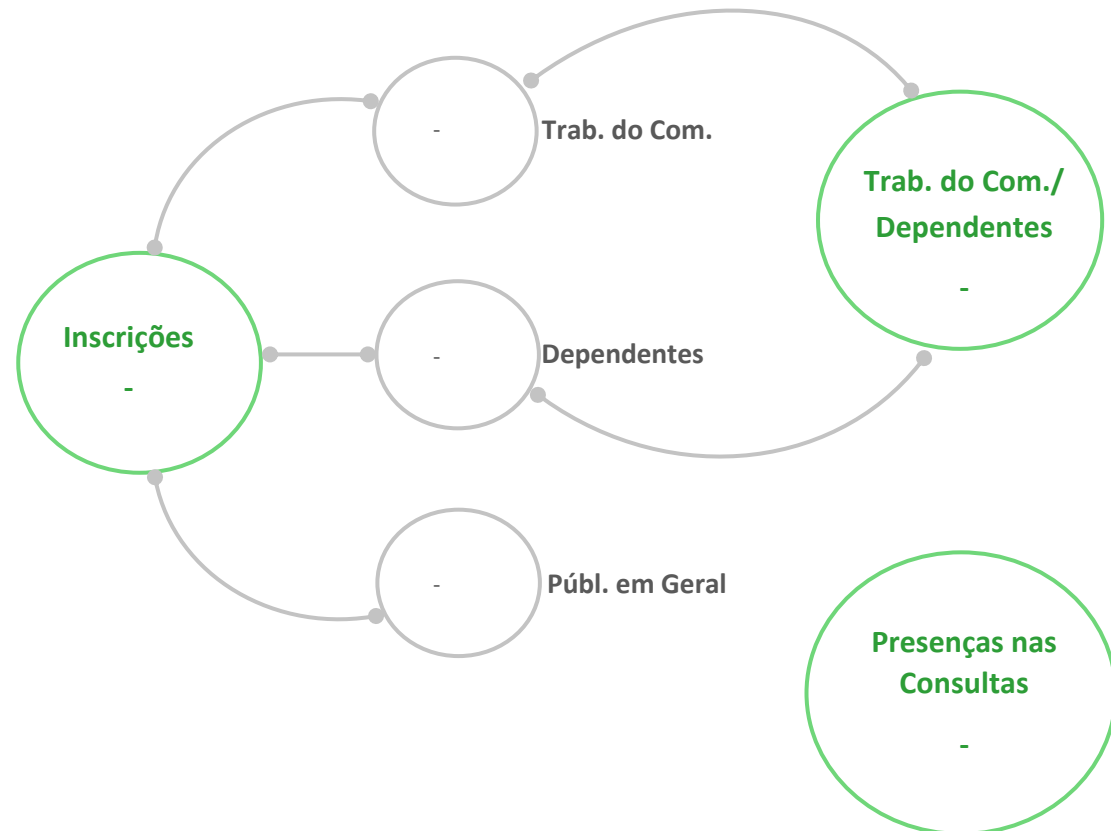 -
Trab. do Com.
Trab. do Com./
Dependentes
-
Inscrições
-
-
Dependentes
-
Públ. em Geral
Presenças nas
Consultas
-